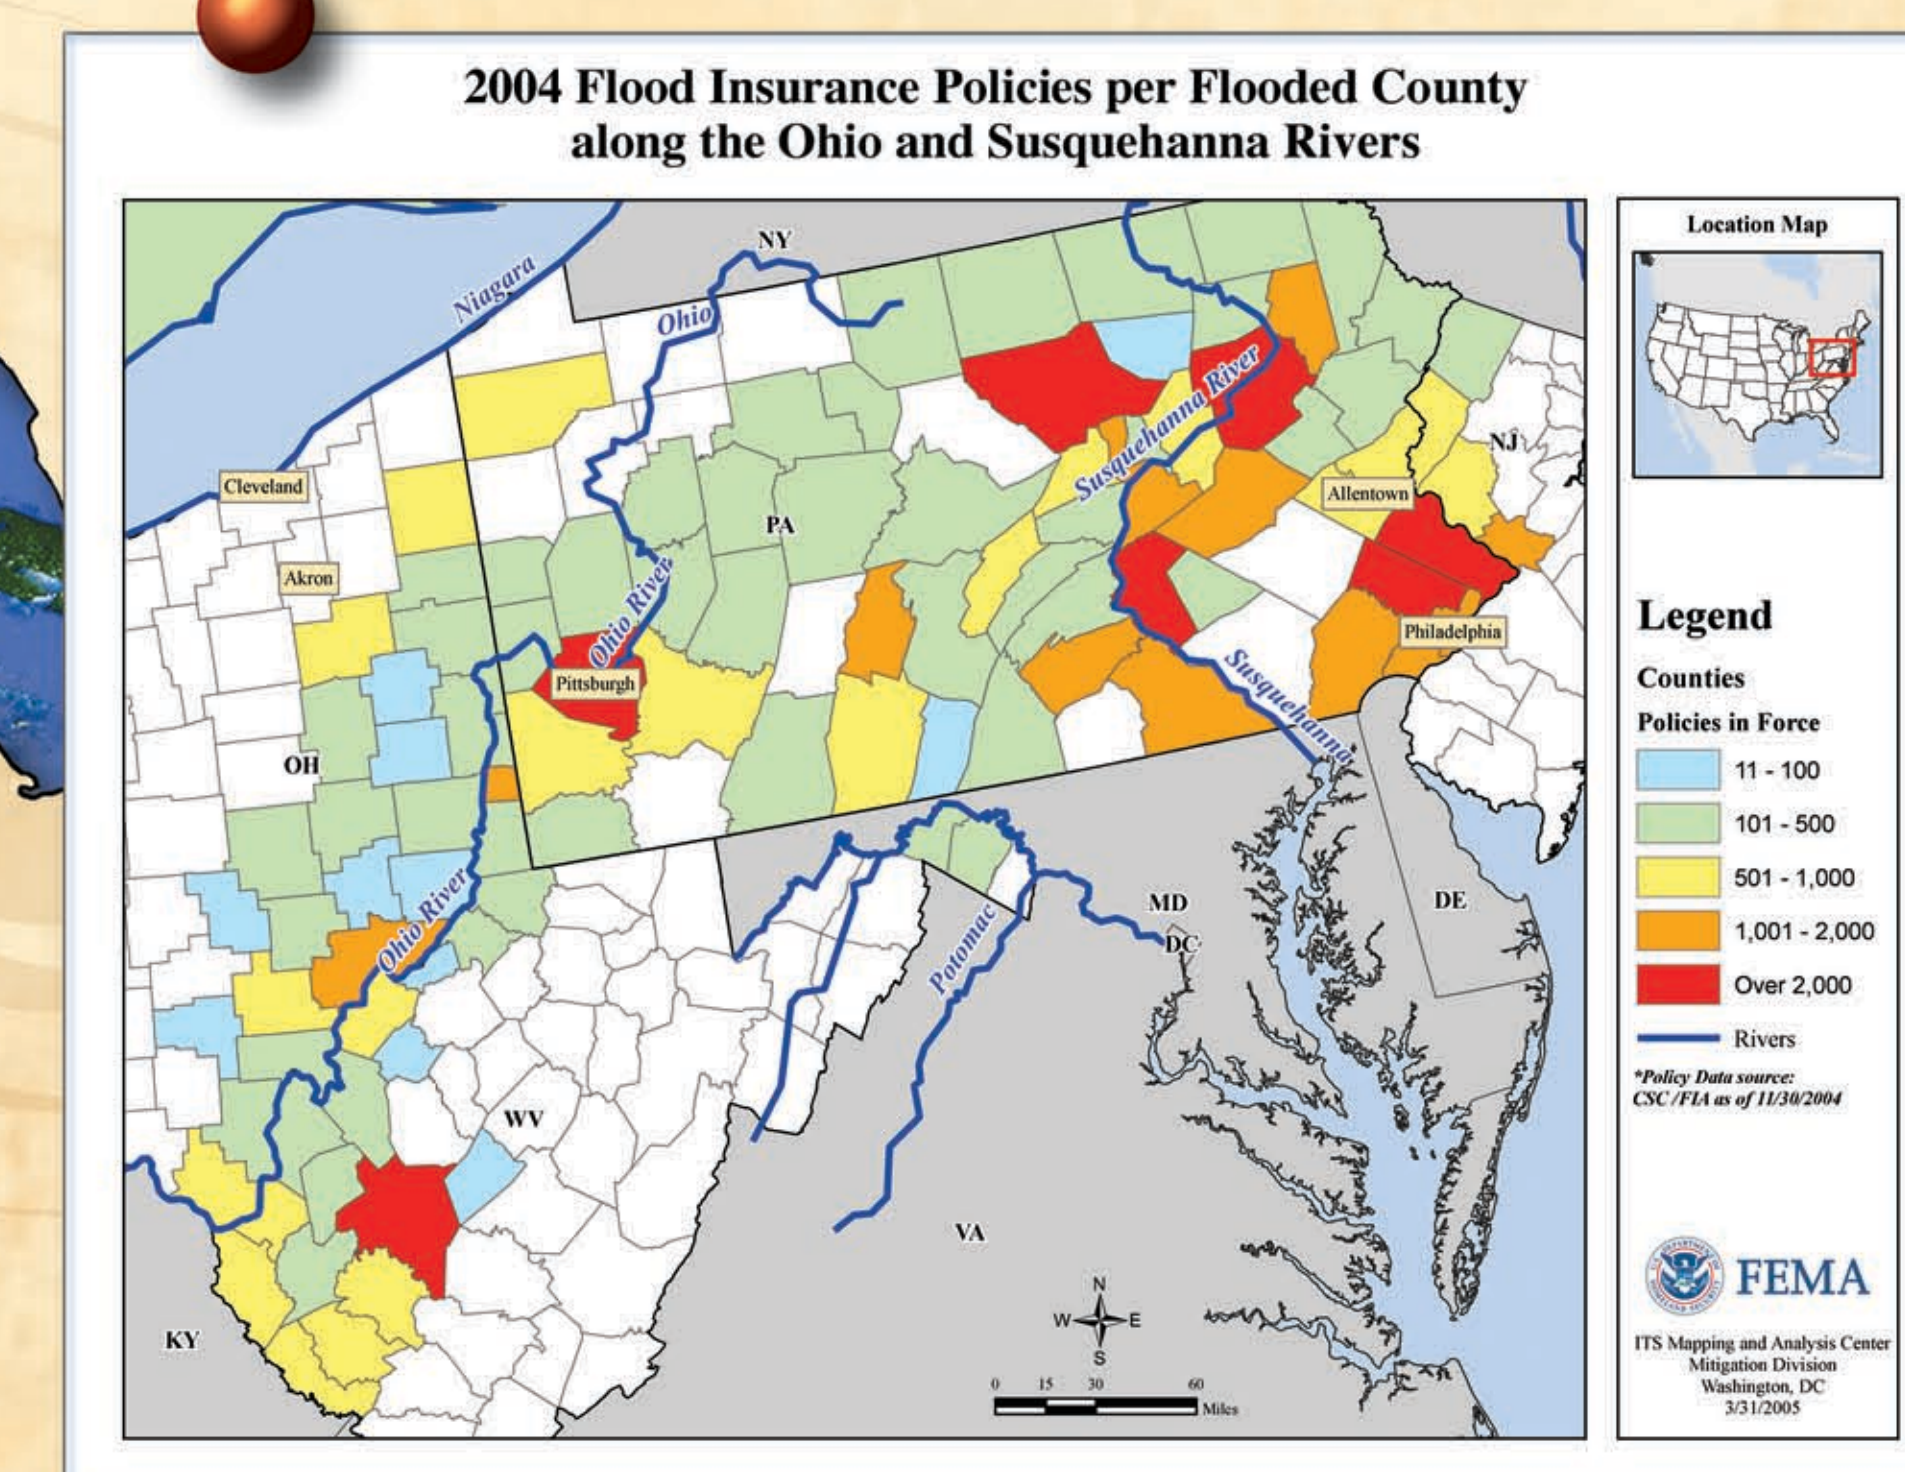 2004 Flood Insurance Policies per Flooded County
along the Ohio and Susquehanna Rivers
NY
Niagara
Ohio
Susquehanna River
NJ
Cleveland
Allentown
PA
Akron
Ohio River
Philadelphia
Pittsburgh
Susquehanna
OH
Ohio River
MD
DE
DC
Potomac
WV
VA
KY
N
W E
S
0 15 30 60
Miles
Location Map
Legend
Counties
Policies in Force
11 - 100
101 - 500
501 - 1,000
1,001 - 2,000
Over 2,000
Rivers
*Policy Data source:
CSC /FIA as of 11/30/2004
FEMA
ITS Mapping and Analysis Center
Mitigation Division
Washington, DC
3/31/2005